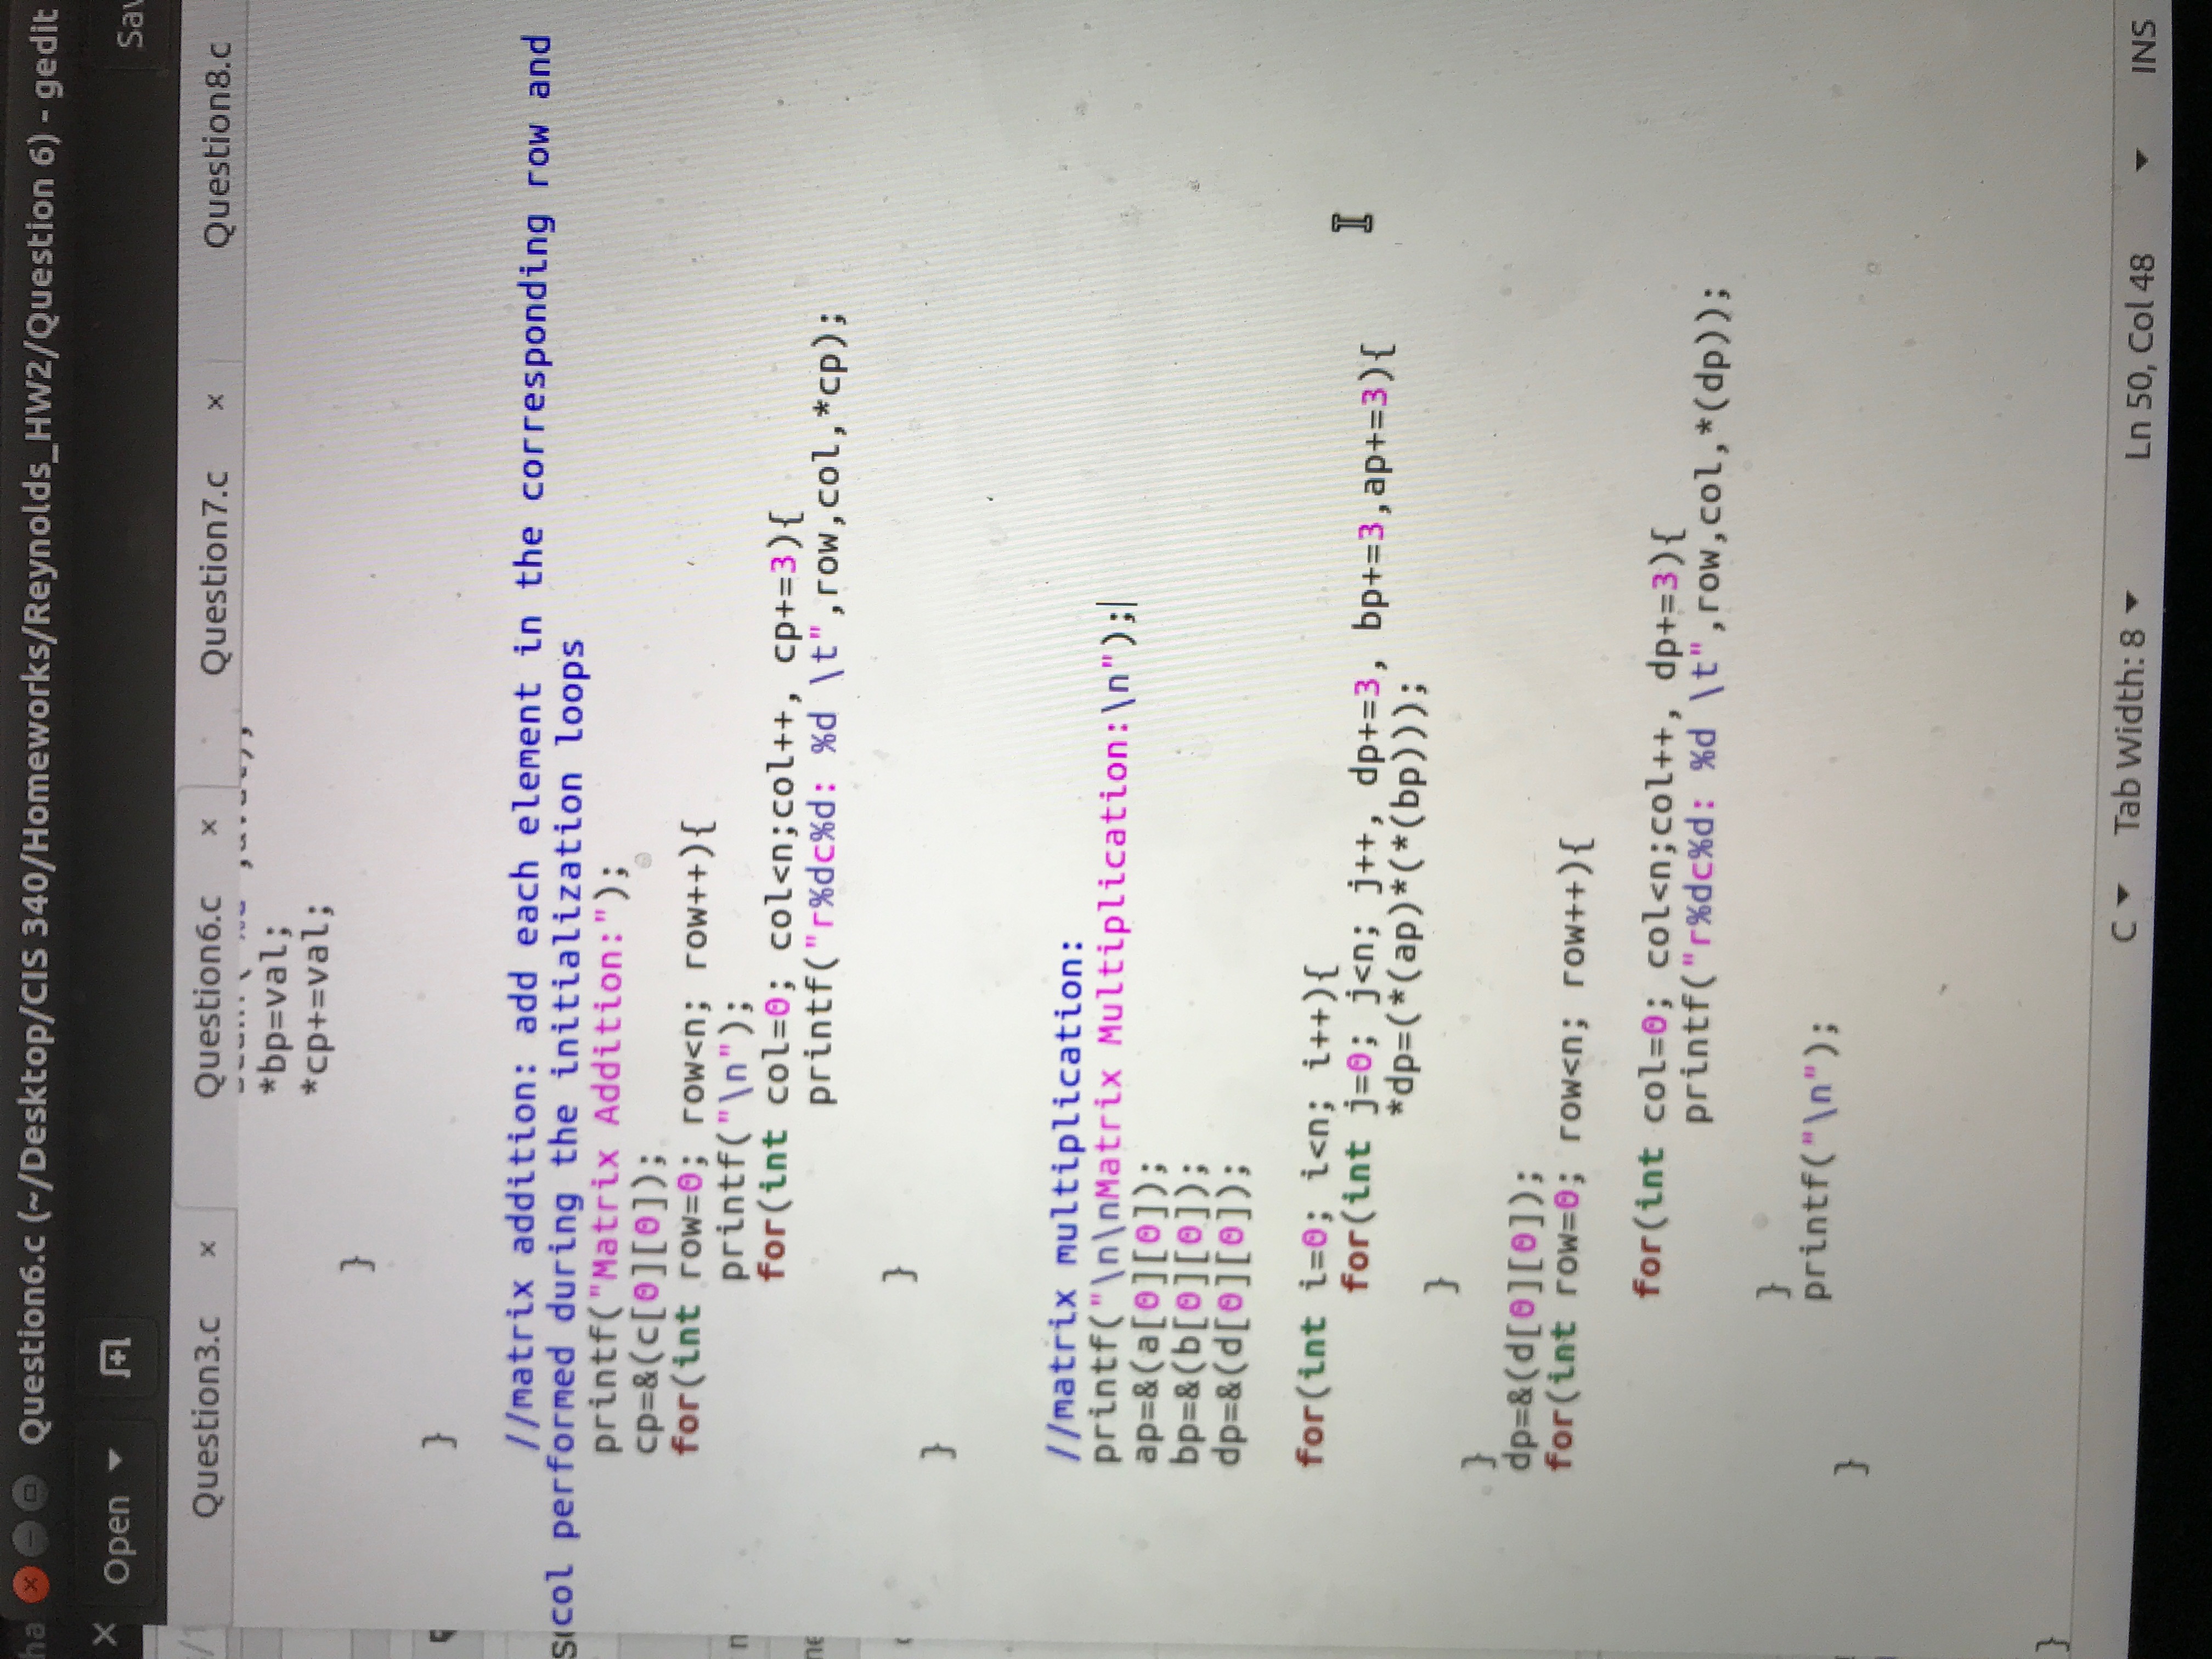 Question6.c (~/Desktop/CIS 340/Homeworks/Reynolds_HW2/Question 6) - gedit
Open
Question3.c × Question6.c × Question7.c × Question8.c
*bp=val;
*cp+=val;
}
}
//matrix addition: add each element in the corresponding row and
col performed during the initialization loops
printf("Matrix Addition:");
cp=&(c[0][0]);
for(int row=0; row<n; row++){
printf("\n");
for(int col=0; col<n;col++, cp+=3){
printf("r%dc%d: %d \t",row,col,*cp);
}
}
//matrix multiplication:
printf("\n\nMatrix Multiplication:\n");
ap=&(a[0][0]);
bp=&(b[0][0]);
dp=&(d[0][0]);
for(int i=0; i<n; i++){
for(int j=0; j<n; j++, dp+=3, bp+=3,ap+=3){
*dp=(*(ap)*(*(bp)));
}
}
dp=&(d[0][0]);
for(int row=0; row<n; row++){
for(int col=0; col<n;col++, dp+=3){
printf("r%dc%d: %d \t",row,col,*(dp));
}
printf("\n");
}
}
C Tab Width: 8 Ln 50, Col 48 INS